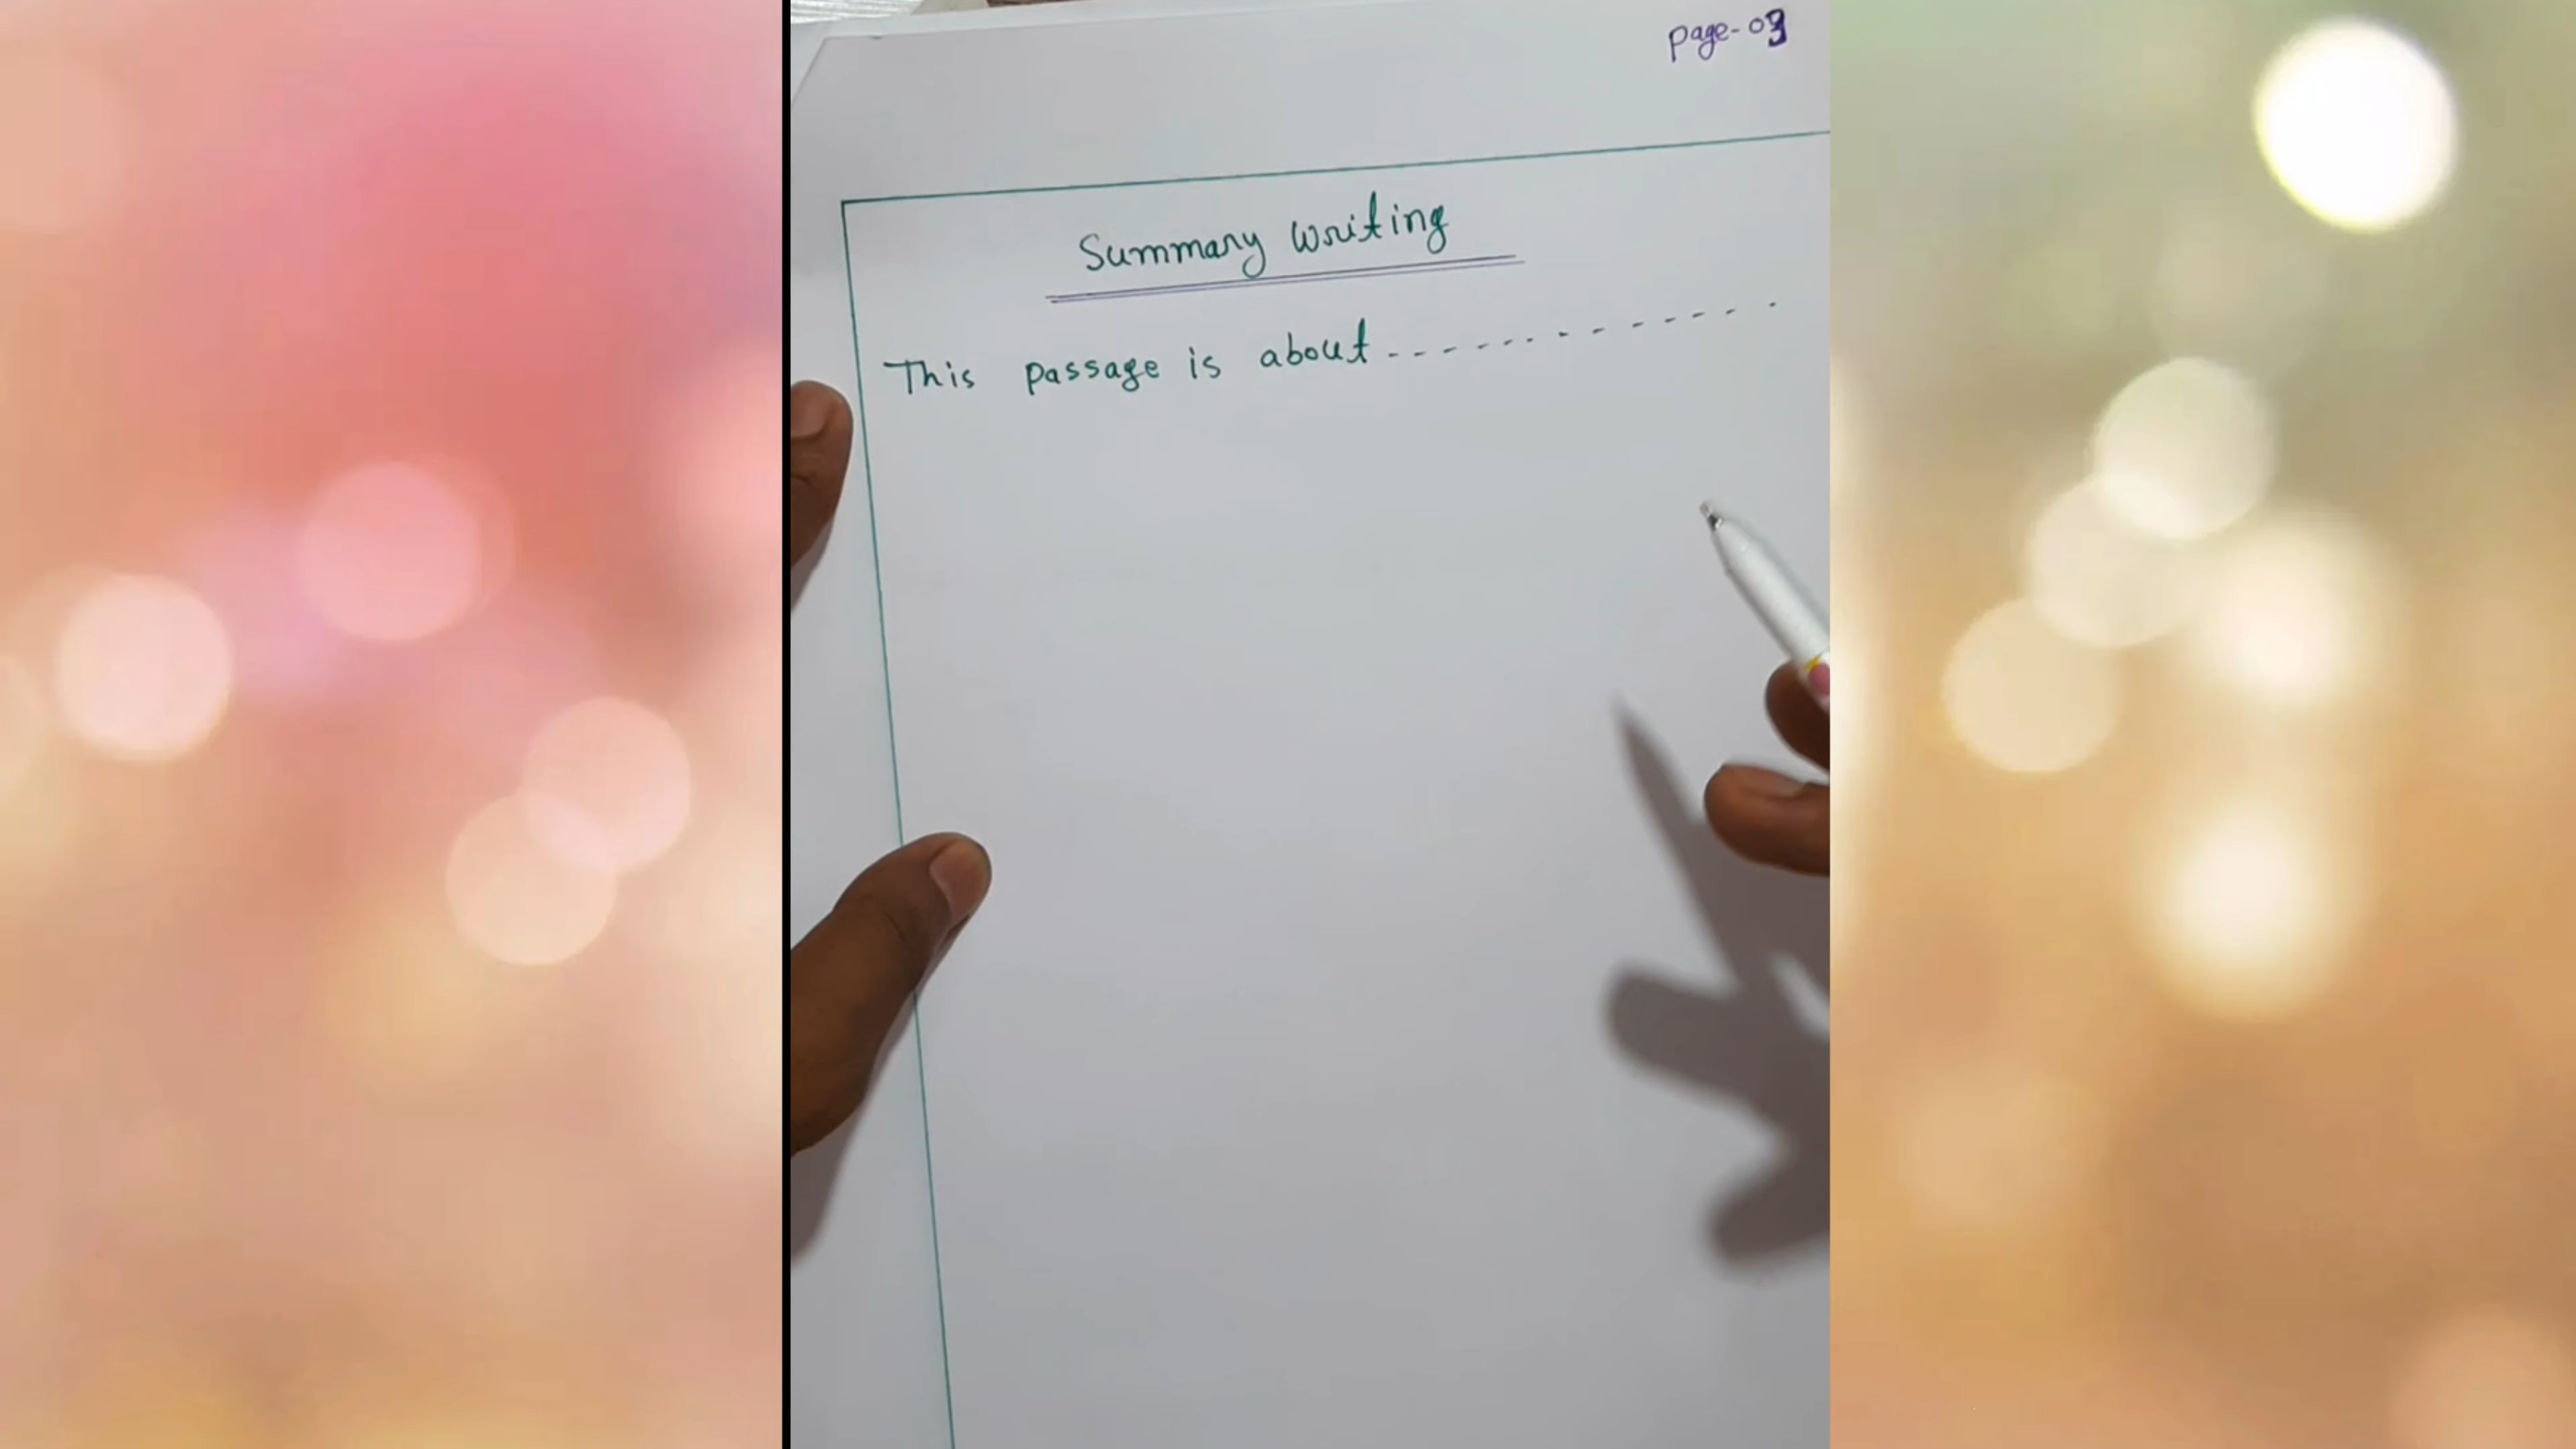 page-03
Summary writing
This passage is about..............